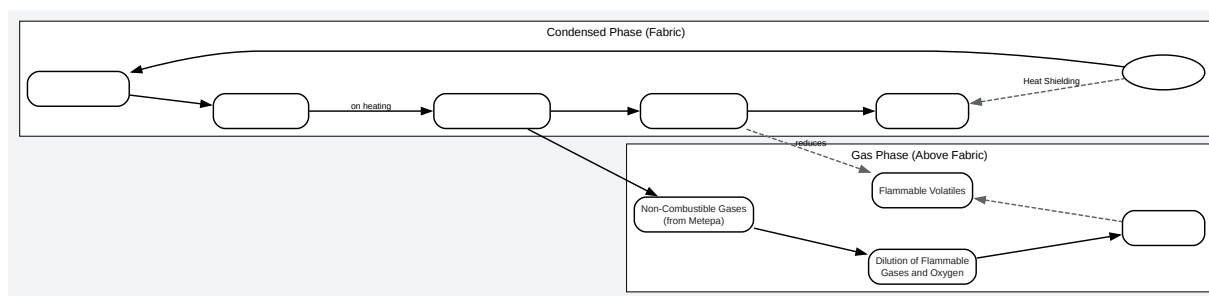 Condensed Phase (Fabric)
Heat Shielding
on heating
reduces
Gas Phase (Above Fabric)
Flammable Volatiles
Non-Combustible Gases
(from Metepa)
Dilution of Flammable
Gases and Oxygen